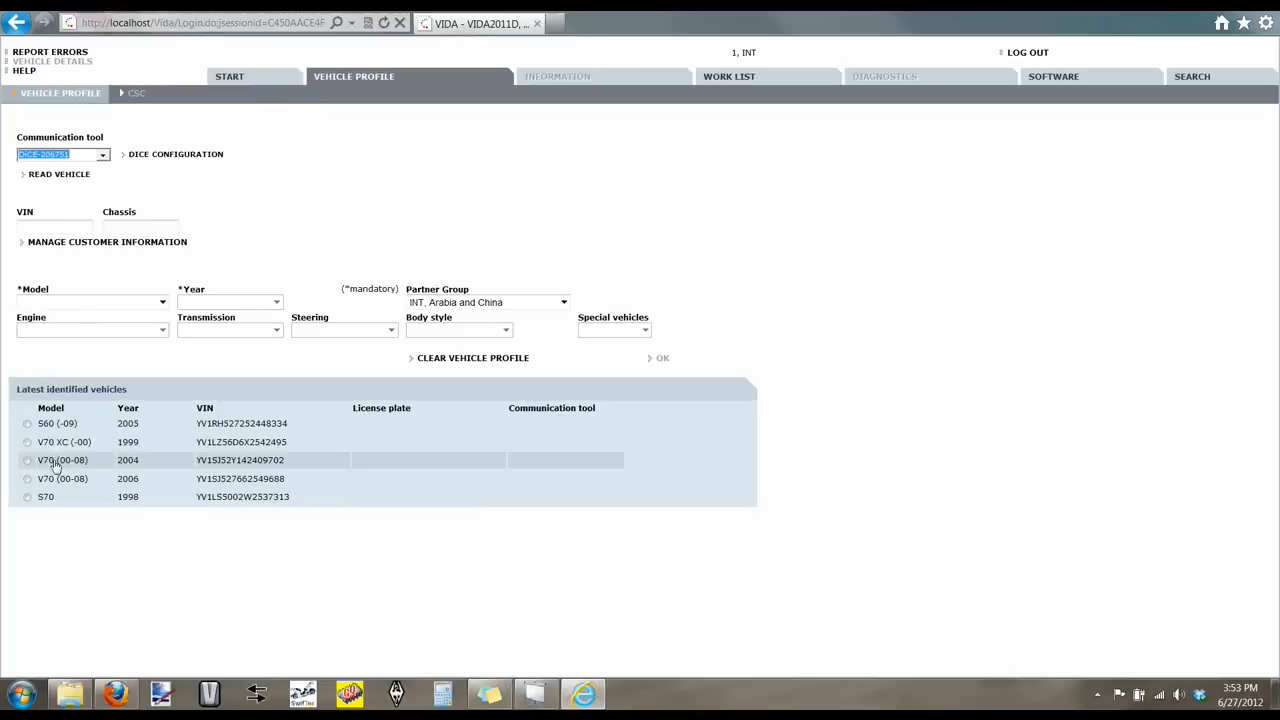 http://localhost/Vida/Login.do;jsessionid=C450AACE4F
VIDA - VIDA2011D, ...
REPORT ERRORS
VEHICLE DETAILS
HELP
1, INT
LOG OUT
START
VEHICLE PROFILE
INFORMATION
WORK LIST
DIAGNOSTICS
SOFTWARE
SEARCH
VEHICLE PROFILE
CSC
Communication tool
DiCE-206751
DICE CONFIGURATION
READ VEHICLE
VIN Chassis
MANAGE CUSTOMER INFORMATION
*Model *Year (*mandatory) Partner Group
INT, Arabia and China
Engine Transmission Steering Body style Special vehicles
CLEAR VEHICLE PROFILE OK
Latest identified vehicles
Model Year VIN License plate Communication tool
S60 (-09) 2005 YV1RH527252448334
V70 XC (-00) 1999 YV1LZ56D6X2542495
V70 (00-08) 2004 YV1SJ52Y142409702
V70 (00-08) 2006 YV1SJ527662549688
S70 1998 YV1LS5002W2537313
3:53 PM
6/27/2012